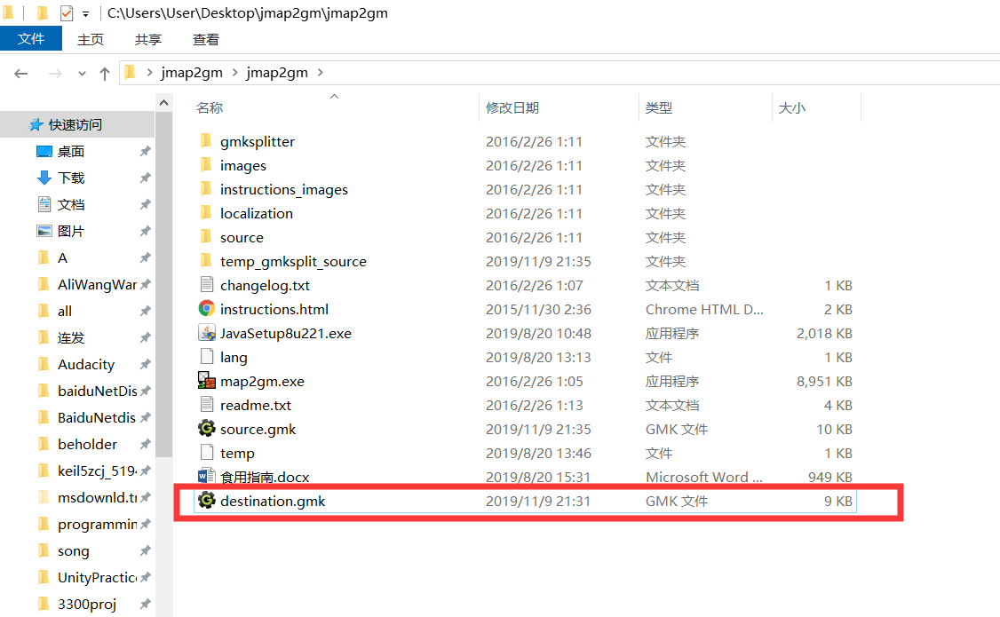 C:\Users\User\Desktop\jmap2gm\jmap2gm
文件 主页 共享 查看
jmap2gm jmap2gm
名称 修改日期 类型 大小
快速访问
桌面
下载
文档
图片
A
AliWangWar
all
连发
Audacity
baiduNetDis
BaiduNetdis
beholder
keil5zcj_519
msdownld.t
programmin
song
UnityPractic
3300proj
gmksplitter 2016/2/26 1:11 文件夹
images 2016/2/26 1:11 文件夹
instructions_images 2016/2/26 1:11 文件夹
localization 2016/2/26 1:11 文件夹
source 2016/2/26 1:11 文件夹
temp_gmksplit_source 2019/11/9 21:35 文件夹
changelog.txt 2016/2/26 1:07 文本文档 1 KB
instructions.html 2015/11/30 2:36 Chrome HTML D... 2 KB
JavaSetup8u221.exe 2019/8/20 10:48 应用程序 2,018 KB
lang 2019/8/20 13:13 文件 1 KB
map2gm.exe 2016/2/26 1:05 应用程序 8,951 KB
readme.txt 2016/2/26 1:13 文本文档 4 KB
source.gmk 2019/11/9 21:35 GMK 文件 10 KB
temp 2019/8/20 13:46 文件 1 KB
食用指南.docx 2019/8/20 15:31 Microsoft Word ... 949 KB
destination.gmk 2019/11/9 21:31 GMK 文件 9 KB